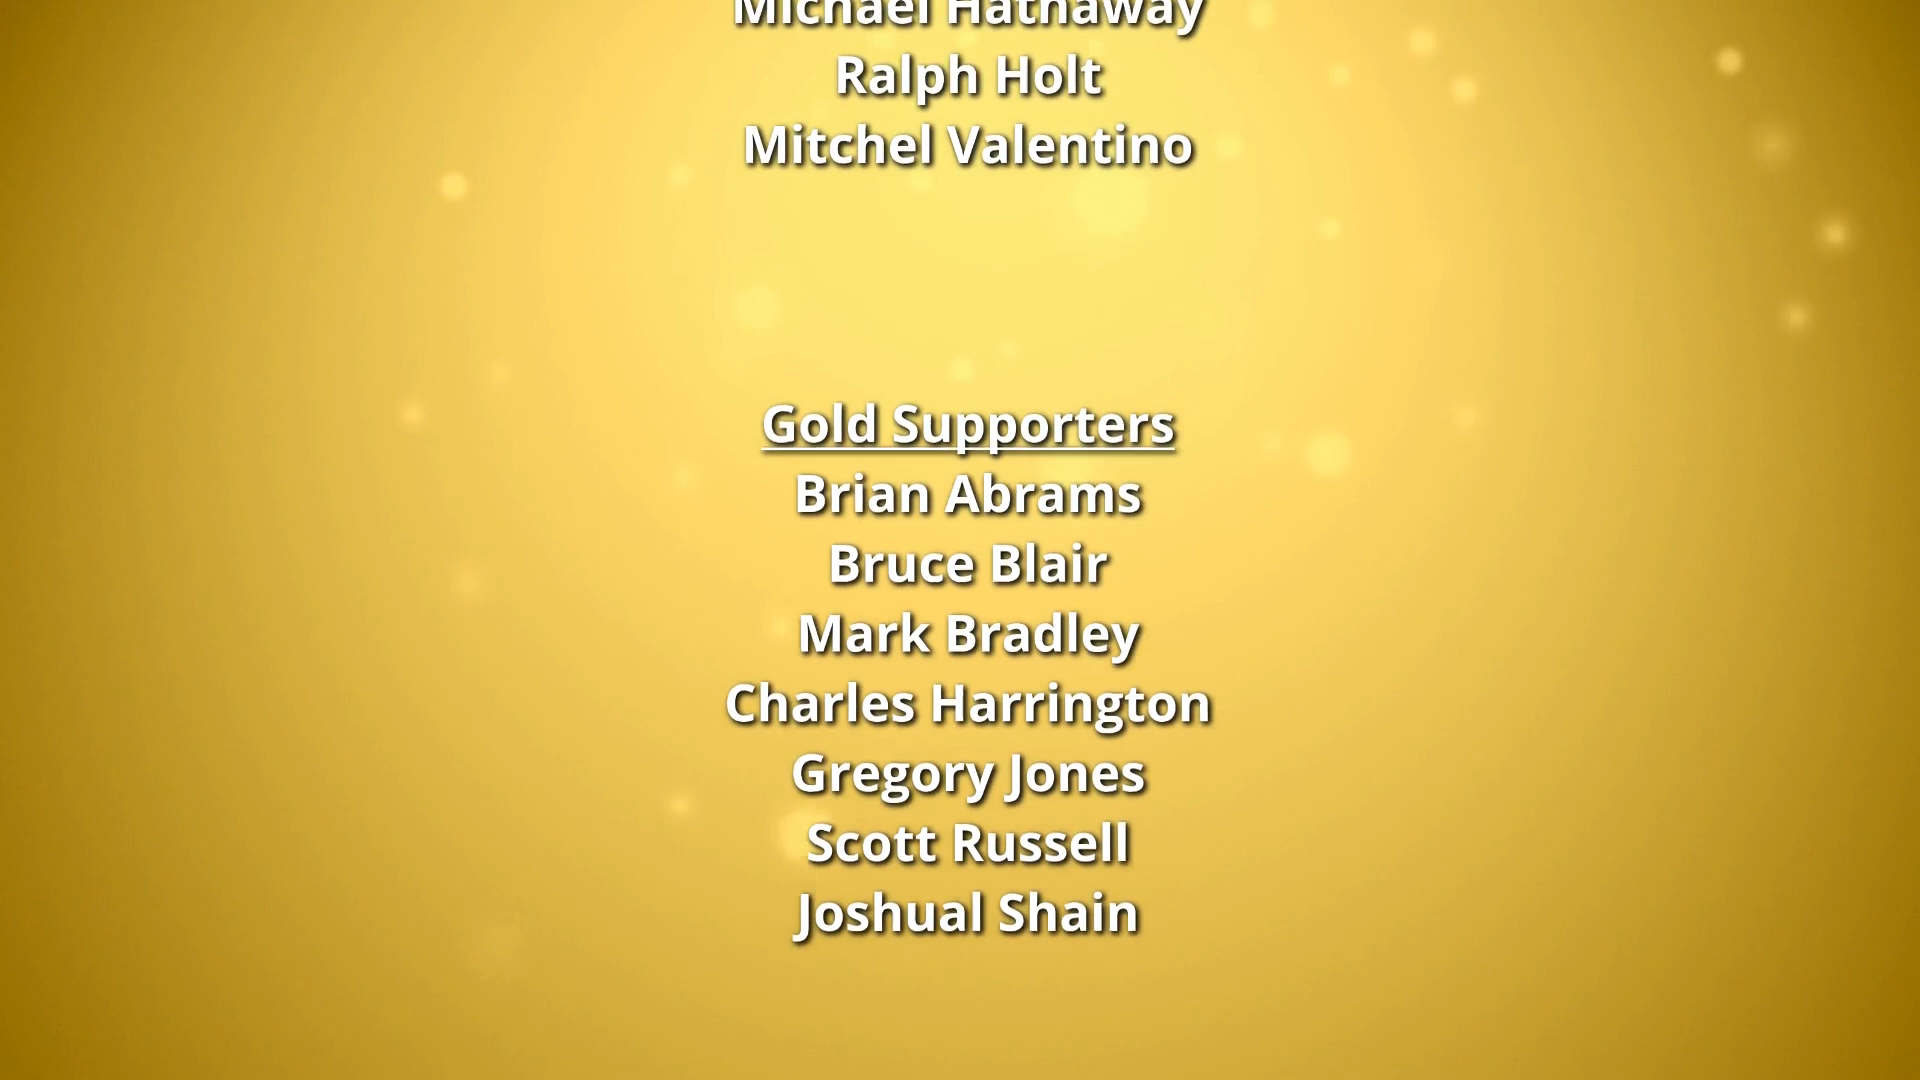 Michael Hathaway
Ralph Holt
Mitchel Valentino
Gold Supporters
Brian Abrams
Bruce Blair
Mark Bradley
Charles Harrington
Gregory Jones
Scott Russell
Joshual Shain